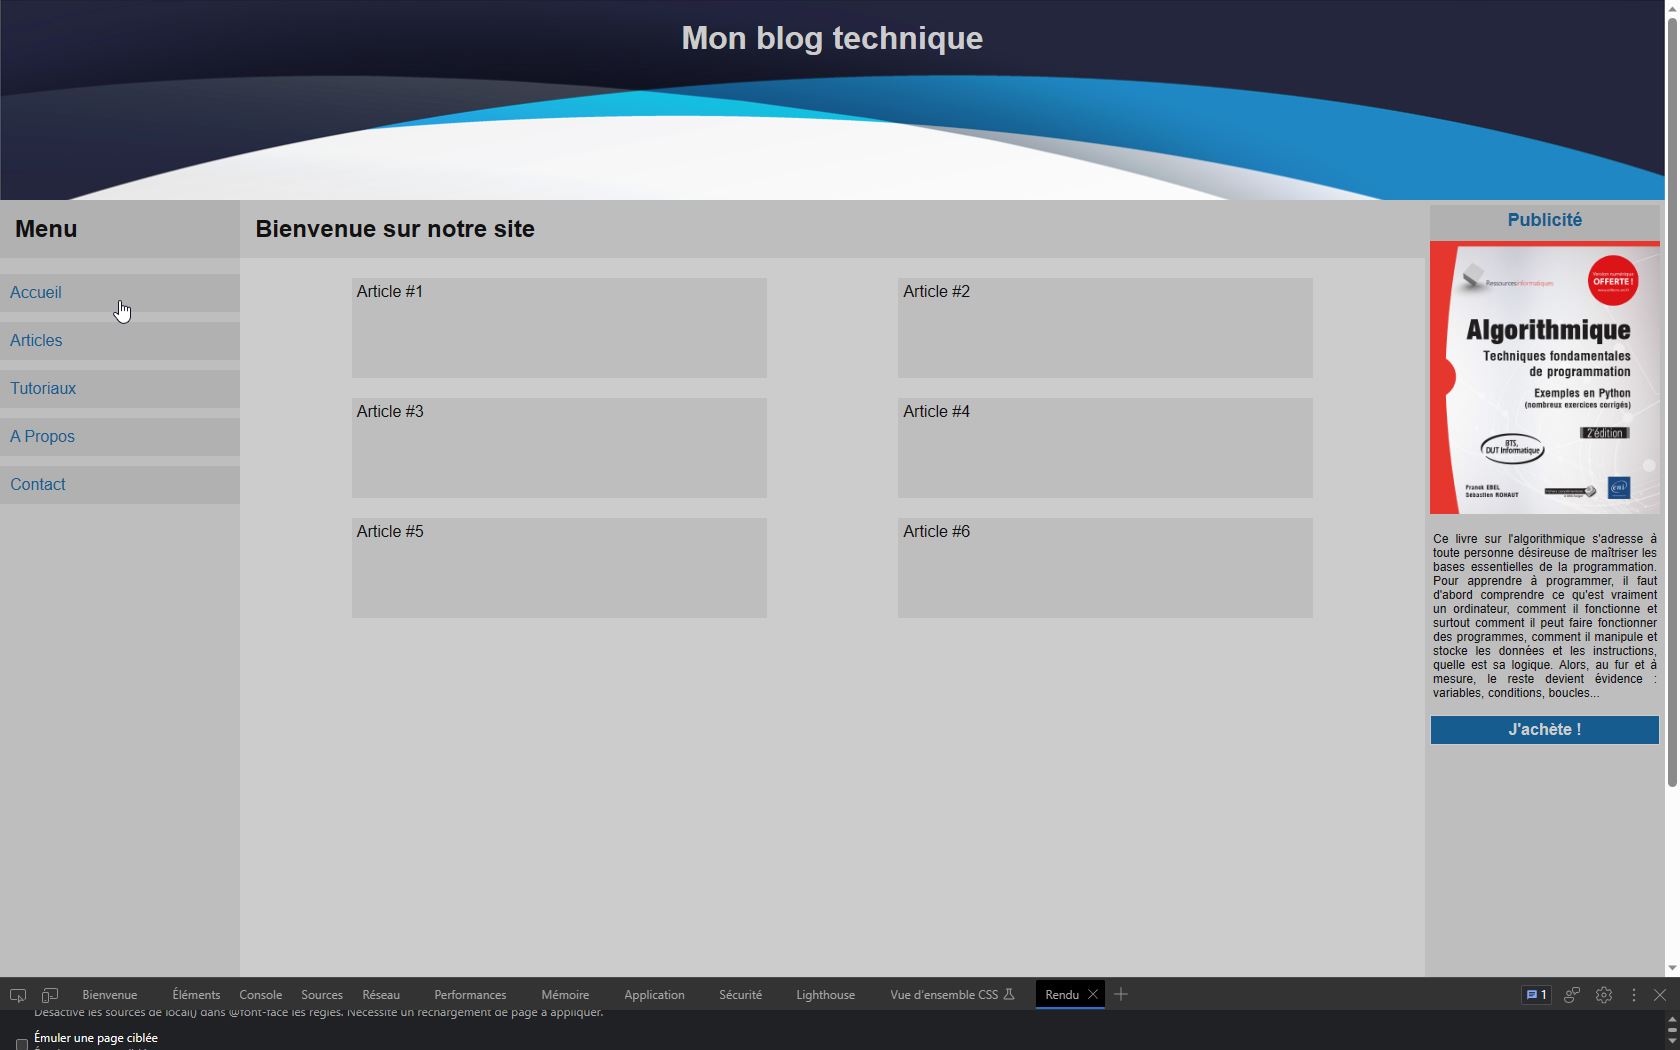 Mon blog technique
Menu
Accueil
Articles
Tutoriaux
A Propos
Contact
Bienvenue sur notre site
Article #1
Article #2
Article #3
Article #4
Article #5
Article #6
Publicité
Ressourcesinformatiques
Version numérique
OFFERTE !
www.editions-eni.fr
Algorithmique
Techniques fondamentales
de programmation
Exemples en Python
(nombreux exercices corrigés)
2e édition
BTS,
DUT Informatique
Franck EBEL
Sébastien ROHAUT
eni
Ce livre sur l'algorithmique s'adresse à
toute personne désireuse de maîtriser les
bases essentielles de la programmation.
Pour apprendre à programmer, il faut
d'abord comprendre ce qu'est vraiment
un ordinateur, comment il fonctionne et
surtout comment il peut faire fonctionner
des programmes, comment il manipule et
stocke les données et les instructions,
quelle est sa logique. Alors, au fur et à
mesure, le reste devient évidence :
variables, conditions, boucles...
J'achète !
Bienvenue Éléments Console Sources Réseau Performances Mémoire Application Sécurité Lighthouse Vue d'ensemble CSS Rendu 1
Désactive les sources de local() dans @font-face les règles. Nécessite un rechargement de page à appliquer.
Émuler une page ciblée